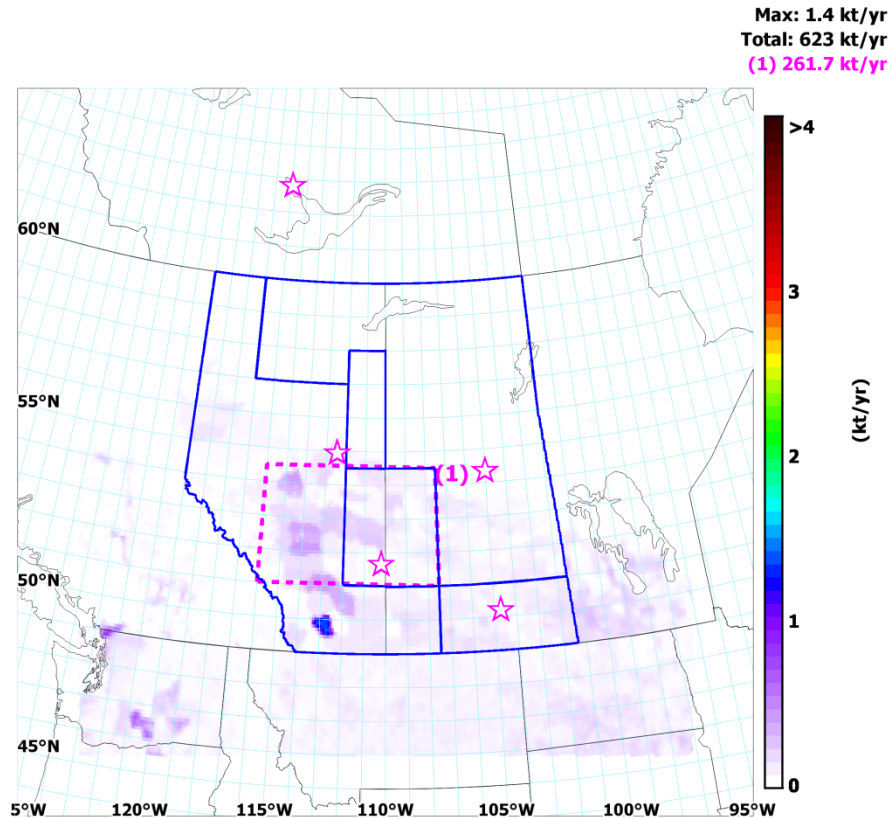 Max: 1.4 kt/yr
Total: 623 kt/yr
(1) 261.7 kt/yr
>4
3
2
1
0
(kt/yr)
60°N
55°N
50°N
45°N
(1)
5°W 120°W 115°W 110°W 105°W 100°W 95°W